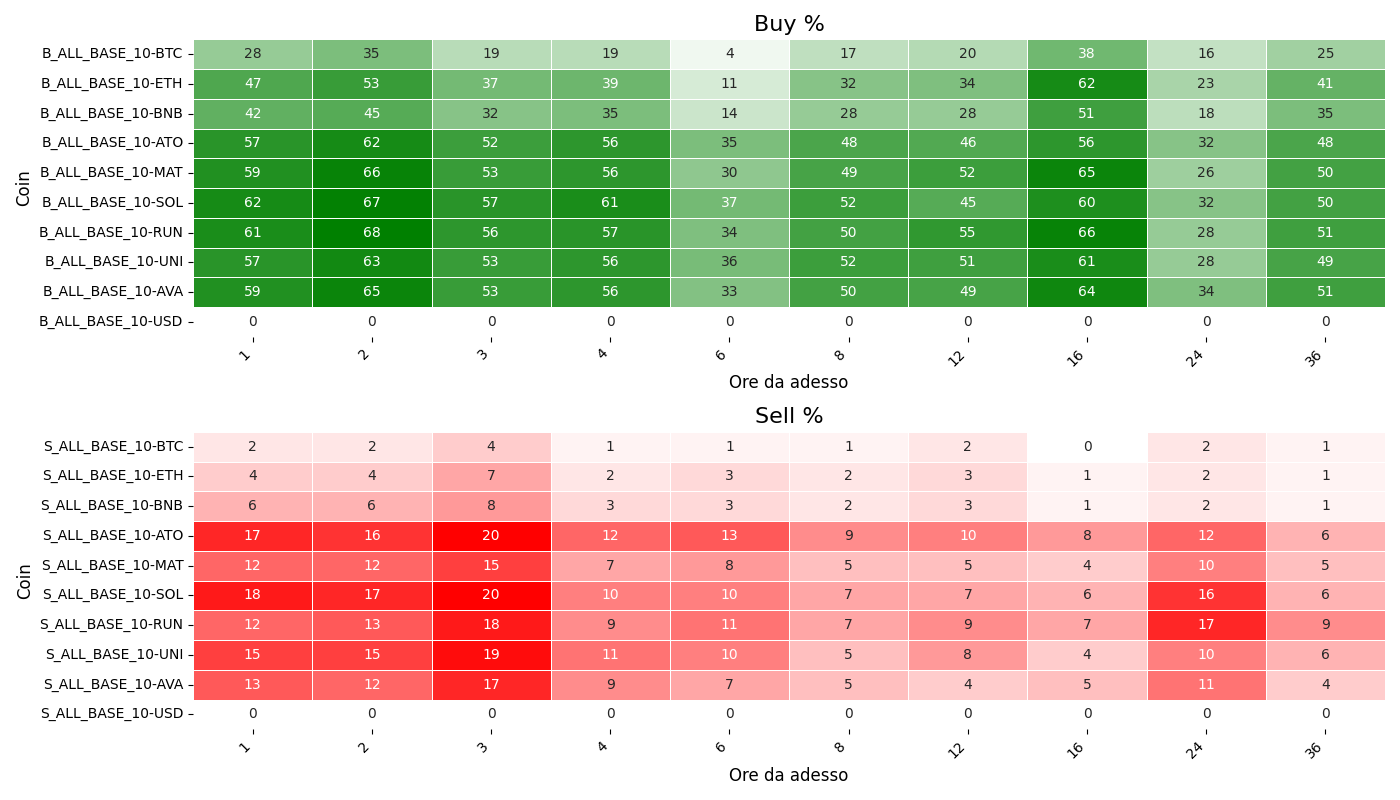 Buy %
Coin
B_ALL_BASE_10-BTC 28 35 19 19 4 17 20 38 16 25
B_ALL_BASE_10-ETH 47 53 37 39 11 32 34 62 23 41
B_ALL_BASE_10-BNB 42 45 32 35 14 28 28 51 18 35
B_ALL_BASE_10-ATO 57 62 52 56 35 48 46 56 32 48
B_ALL_BASE_10-MAT 59 66 53 56 30 49 52 65 26 50
B_ALL_BASE_10-SOL 62 67 57 61 37 52 45 60 32 50
B_ALL_BASE_10-RUN 61 68 56 57 34 50 55 66 28 51
B_ALL_BASE_10-UNI 57 63 53 56 36 52 51 61 28 49
B_ALL_BASE_10-AVA 59 65 53 56 33 50 49 64 34 51
B_ALL_BASE_10-USD 0 0 0 0 0 0 0 0 0 0
1 2 3 4 6 8 12 16 24 36
Ore da adesso
Sell %
Coin
S_ALL_BASE_10-BTC 2 2 4 1 1 1 2 0 2 1
S_ALL_BASE_10-ETH 4 4 7 2 3 2 3 1 2 1
S_ALL_BASE_10-BNB 6 6 8 3 3 2 3 1 2 1
S_ALL_BASE_10-ATO 17 16 20 12 13 9 10 8 12 6
S_ALL_BASE_10-MAT 12 12 15 7 8 5 5 4 10 5
S_ALL_BASE_10-SOL 18 17 20 10 10 7 7 6 16 6
S_ALL_BASE_10-RUN 12 13 18 9 11 7 9 7 17 9
S_ALL_BASE_10-UNI 15 15 19 11 10 5 8 4 10 6
S_ALL_BASE_10-AVA 13 12 17 9 7 5 4 5 11 4
S_ALL_BASE_10-USD 0 0 0 0 0 0 0 0 0 0
1 2 3 4 6 8 12 16 24 36
Ore da adesso